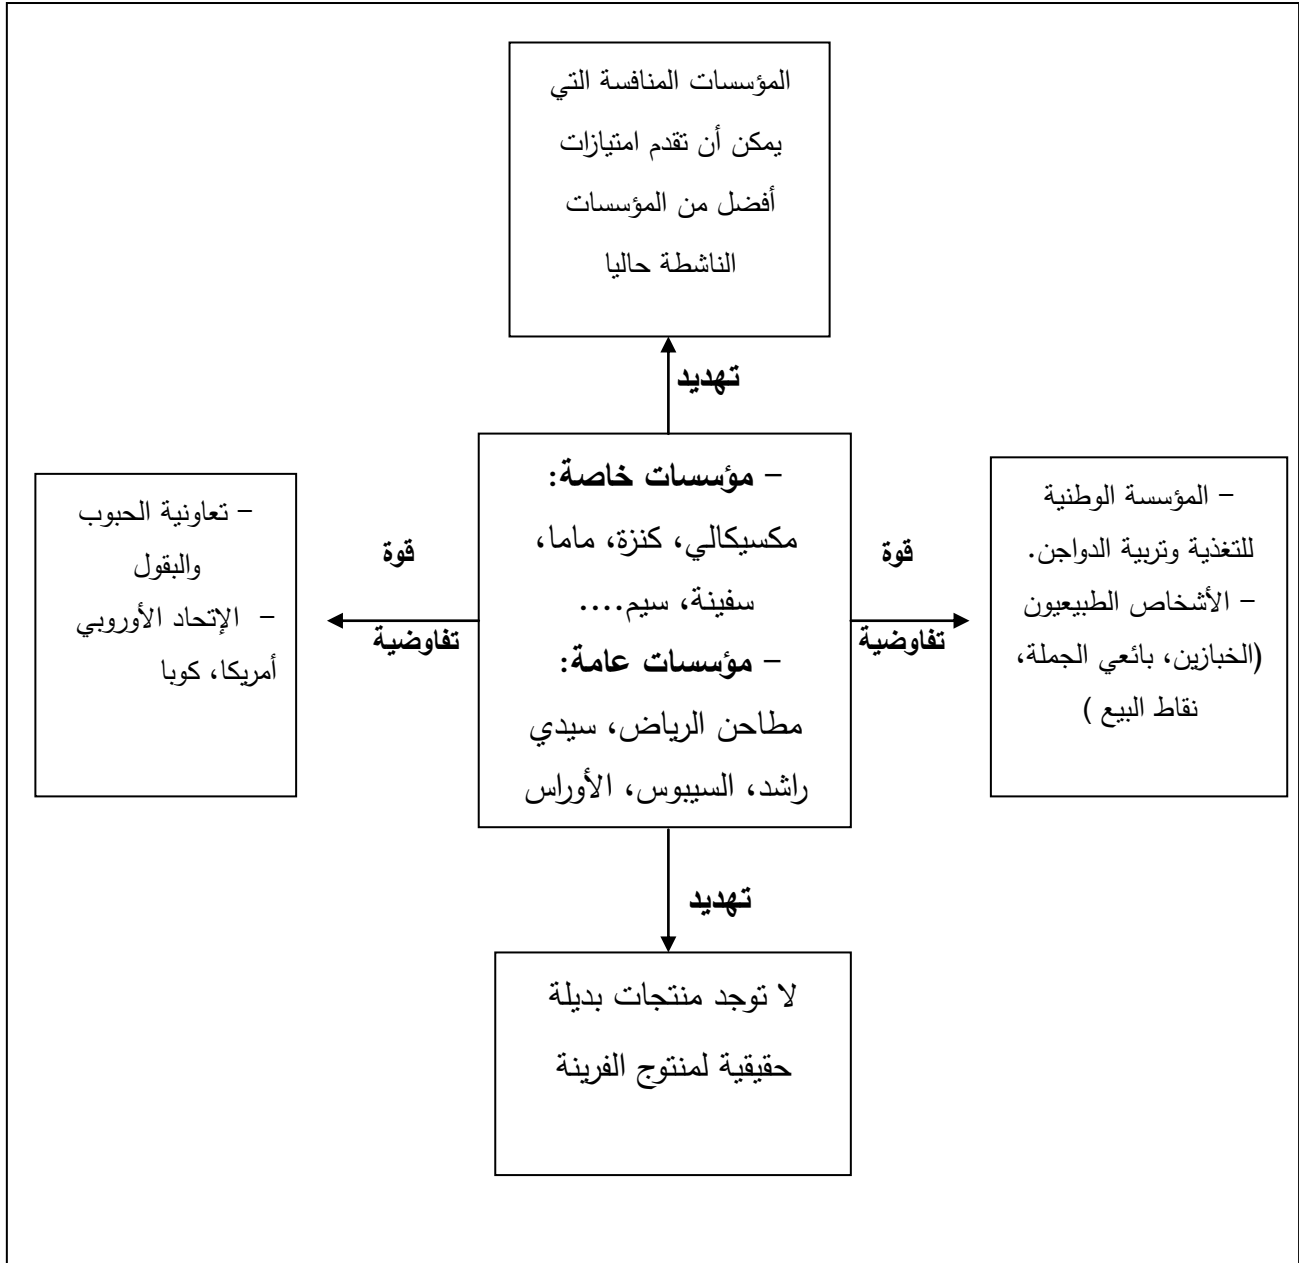 المؤسسات المنافسة التي
يمكن أن تقدم امتيازات
أفضل من المؤسسات
الناشطة حاليا
تهديد
– المؤسسة الوطنية
للتغذية وتربية الدواجن.
– الأشخاص الطبيعيون
(الخبازين، بائعي الجملة،
نقاط البيع )
قوة
تفاوضية
– مؤسسات خاصة:
مكسيكالي، كنزة، ماما،
سفينة، سيم....
– مؤسسات عامة:
مطاحن الرياض، سيدي
راشد، السيبوس، الأوراس
قوة
تفاوضية
– تعاونية الحبوب
والبقول
– الإتحاد الأوروبي
أمريكا، كوبا
تهديد
لا توجد منتجات بديلة
حقيقية لمنتوج الفرينة